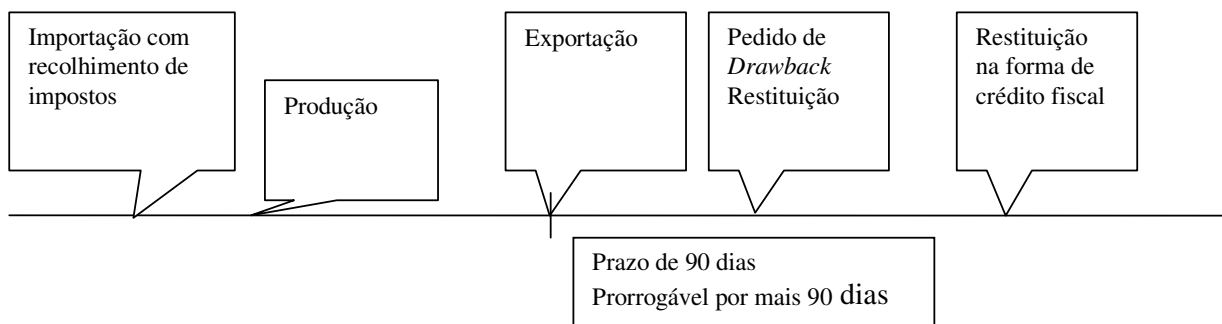 Importação com
recolhimento de
impostos
Produção
Exportação
Pedido de
Drawback
Restituição
Restituição
na forma de
crédito fiscal
Prazo de 90 dias
Prorrogável por mais 90 dias